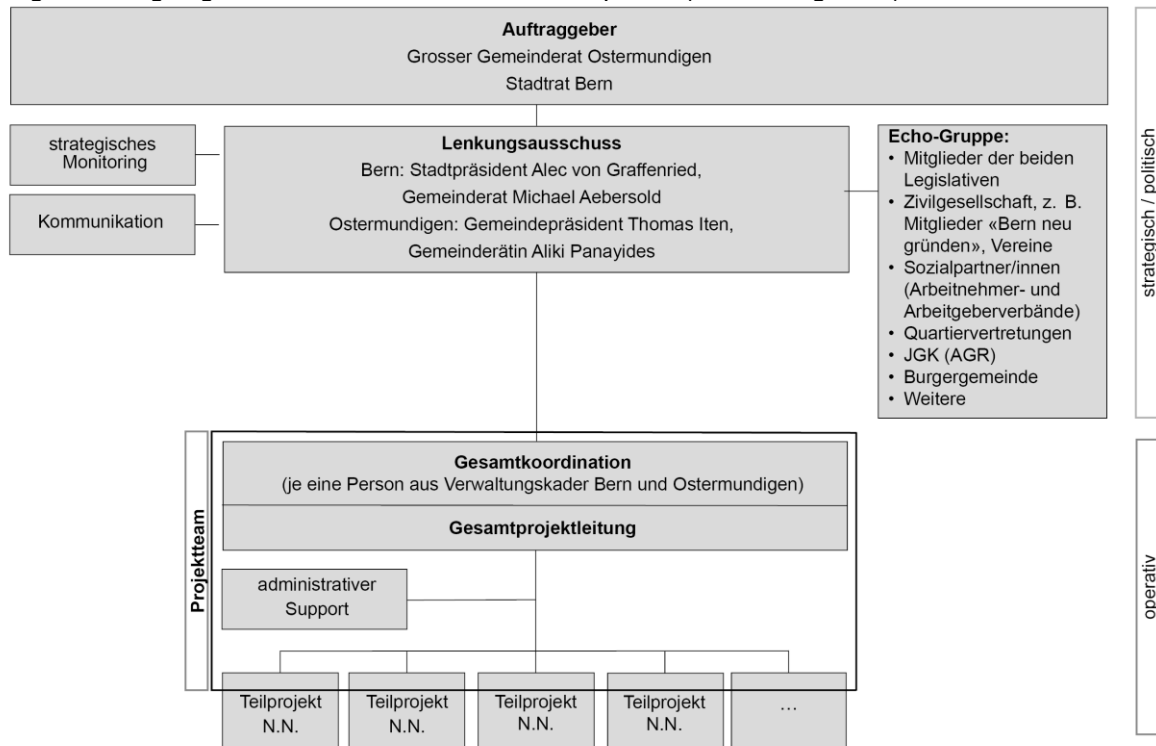 Auftraggeber
Grosser Gemeinderat Ostermundigen
Stadtrat Bern
strategisches
Monitoring
Kommunikation
Lenkungsausschuss
Bern: Stadtpräsident Alec von Graffenried,
Gemeinderat Michael Aebersold
Ostermundigen: Gemeindepräsident Thomas Iten,
Gemeinderätin Aliki Panayides
Echo-Gruppe:
• Mitglieder der beiden
Legislativen
• Zivilgesellschaft, z. B.
Mitglieder «Bern neu
gründen», Vereine
• Sozialpartner/innen
(Arbeitnehmer- und
Arbeitgeberverbände)
• Quartiervertretungen
• JGK (AGR)
• Burgergemeinde
• Weitere
strategisch / politisch
Projektteam
Gesamtkoordination
(je eine Person aus Verwaltungskader Bern und Ostermundigen)
Gesamtprojektleitung
administrativer
Support
Teilprojekt
N.N.
Teilprojekt
N.N.
Teilprojekt
N.N.
Teilprojekt
N.N.
…
operativ